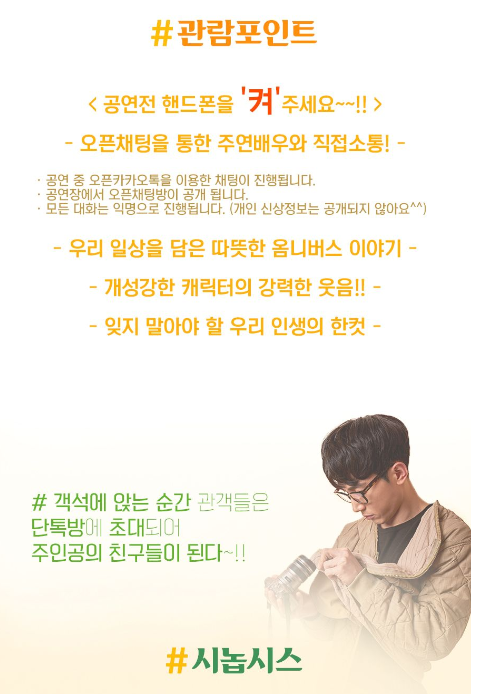 #관람포인트
< 공연전 핸드폰을 '켜'주세요~~!! >
- 오픈채팅을 통한 주연배우와 직접소통! -
· 공연 중 오픈카카오톡을 이용한 채팅이 진행됩니다.
· 공연장에서 오픈채팅방이 공개 됩니다.
· 모든 대화는 익명으로 진행됩니다. (개인 신상정보는 공개되지 않아요^^)
- 우리 일상을 담은 따뜻한 옴니버스 이야기 -
- 개성강한 캐릭터의 강력한 웃음!! -
- 잊지 말아야 할 우리 인생의 한컷 -
# 객석에 앉는 순간 관객들은
단톡방에 초대되어
주인공의 친구들이 된다~!!
#시놉시스